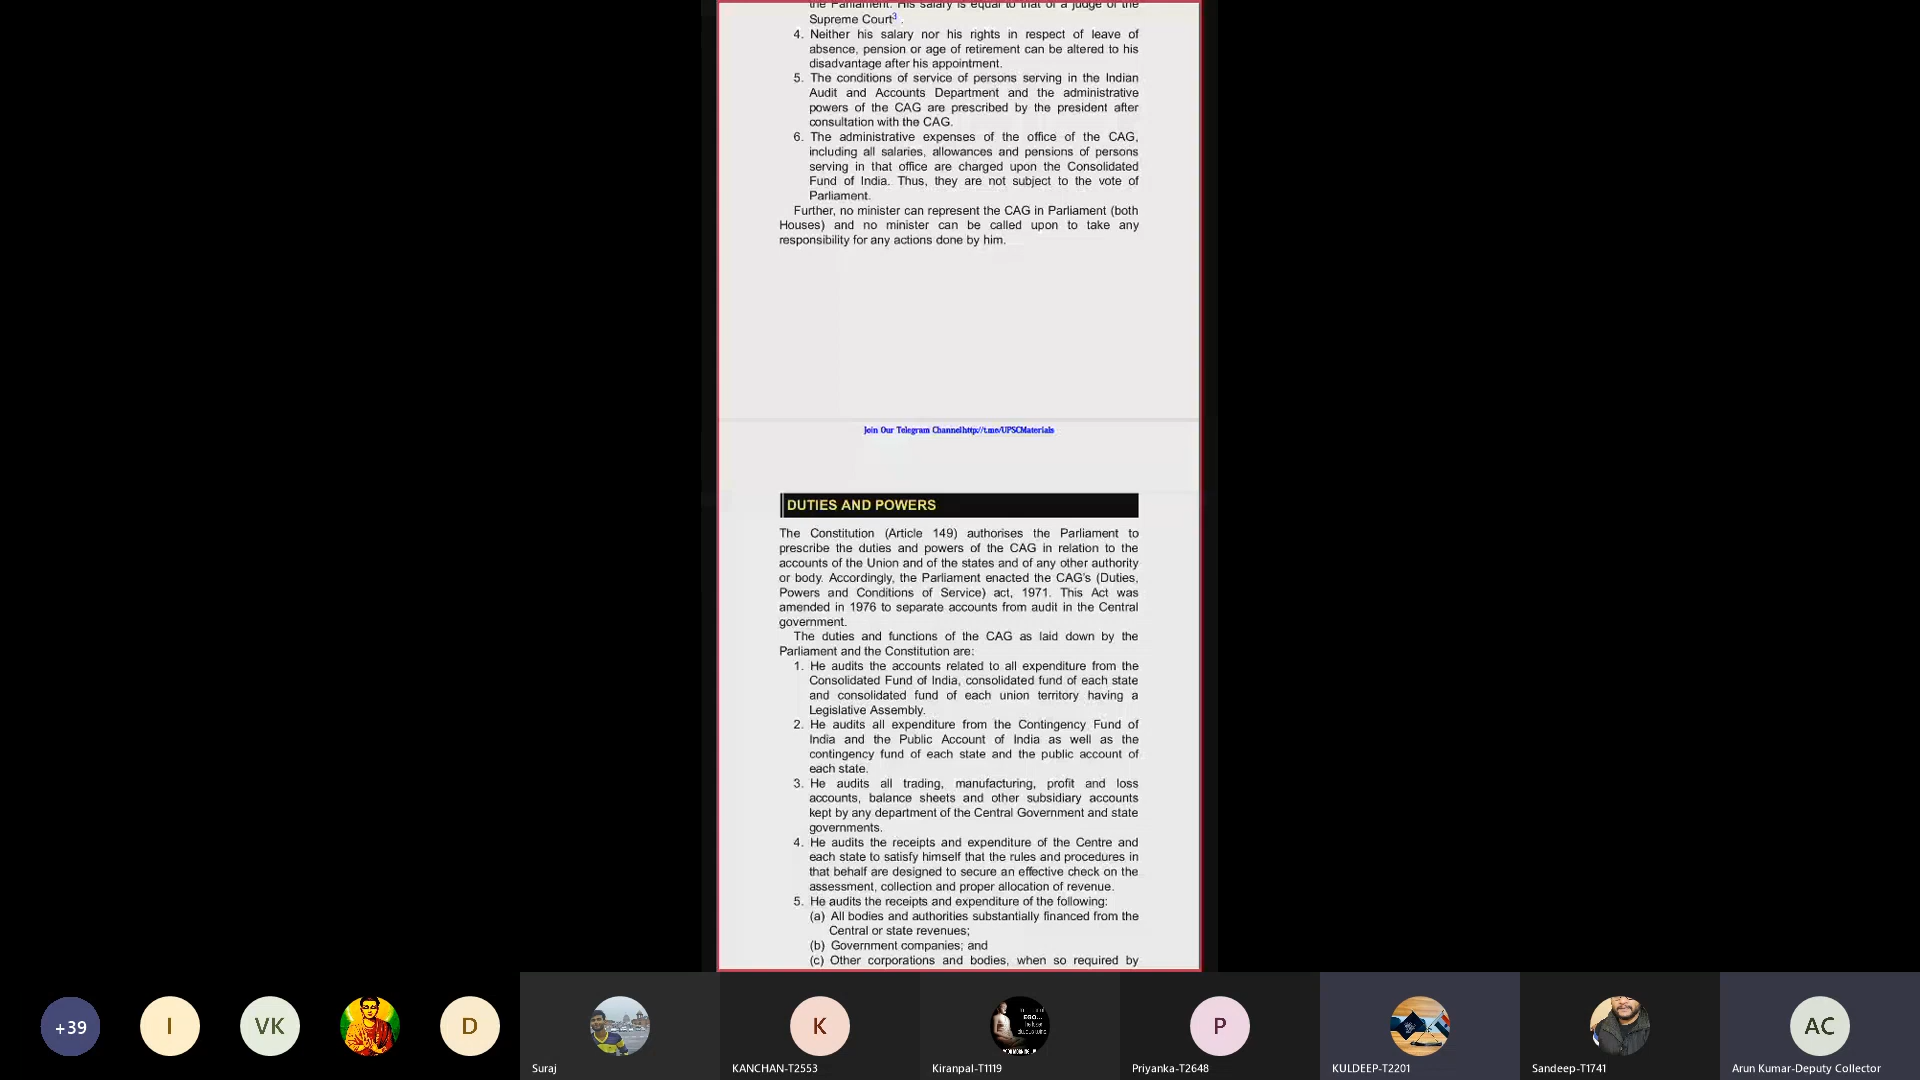 the Parliament. His salary is equal to that of a judge of the
Supreme Court3 .
4. Neither his salary nor his rights in respect of leave of
absence, pension or age of retirement can be altered to his
disadvantage after his appointment.
5. The conditions of service of persons serving in the Indian
Audit and Accounts Department and the administrative
powers of the CAG are prescribed by the president after
consultation with the CAG.
6. The administrative expenses of the office of the CAG,
including all salaries, allowances and pensions of persons
serving in that office are charged upon the Consolidated
Fund of India. Thus, they are not subject to the vote of
Parliament.
Further, no minister can represent the CAG in Parliament (both
Houses) and no minister can be called upon to take any
responsibility for any actions done by him.
Join Our Telegram Channelhttp://t.me/UPSCMaterials
DUTIES AND POWERS
The Constitution (Article 149) authorises the Parliament to
prescribe the duties and powers of the CAG in relation to the
accounts of the Union and of the states and of any other authority
or body. Accordingly, the Parliament enacted the CAG's (Duties,
Powers and Conditions of Service) act, 1971. This Act was
amended in 1976 to separate accounts from audit in the Central
government.
The duties and functions of the CAG as laid down by the
Parliament and the Constitution are:
1. He audits the accounts related to all expenditure from the
Consolidated Fund of India, consolidated fund of each state
and consolidated fund of each union territory having a
Legislative Assembly.
2. He audits all expenditure from the Contingency Fund of
India and the Public Account of India as well as the
contingency fund of each state and the public account of
each state.
3. He audits all trading, manufacturing, profit and loss
accounts, balance sheets and other subsidiary accounts
kept by any department of the Central Government and state
governments.
4. He audits the receipts and expenditure of the Centre and
each state to satisfy himself that the rules and procedures in
that behalf are designed to secure an effective check on the
assessment, collection and proper allocation of revenue.
5. He audits the receipts and expenditure of the following:
(a) All bodies and authorities substantially financed from the
Central or state revenues;
(b) Government companies; and
(c) Other corporations and bodies, when so required by
+39
I
VK
D
K
EGO...
P
AC
Suraj
KANCHAN-T2553
Kiranpal-T1119
Priyanka-T2648
KULDEEP-T2201
Sandeep-T1741
Arun Kumar-Deputy Collector